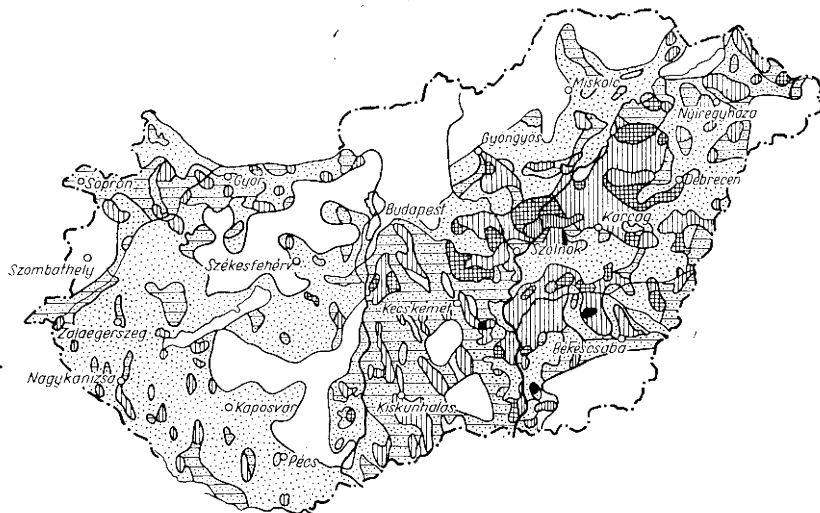 Miskolc
Nyíregyháza
Gyöngyös
Sopron
Győr
Debrecen
Budapest
Karcag
Szolnok
Szombathely
Székesfehérv.
Kecskemét
Zalaegerszeg
Békéscsaba
Nagykanizsa
Kaposvár
Kiskunhalas
Pécs